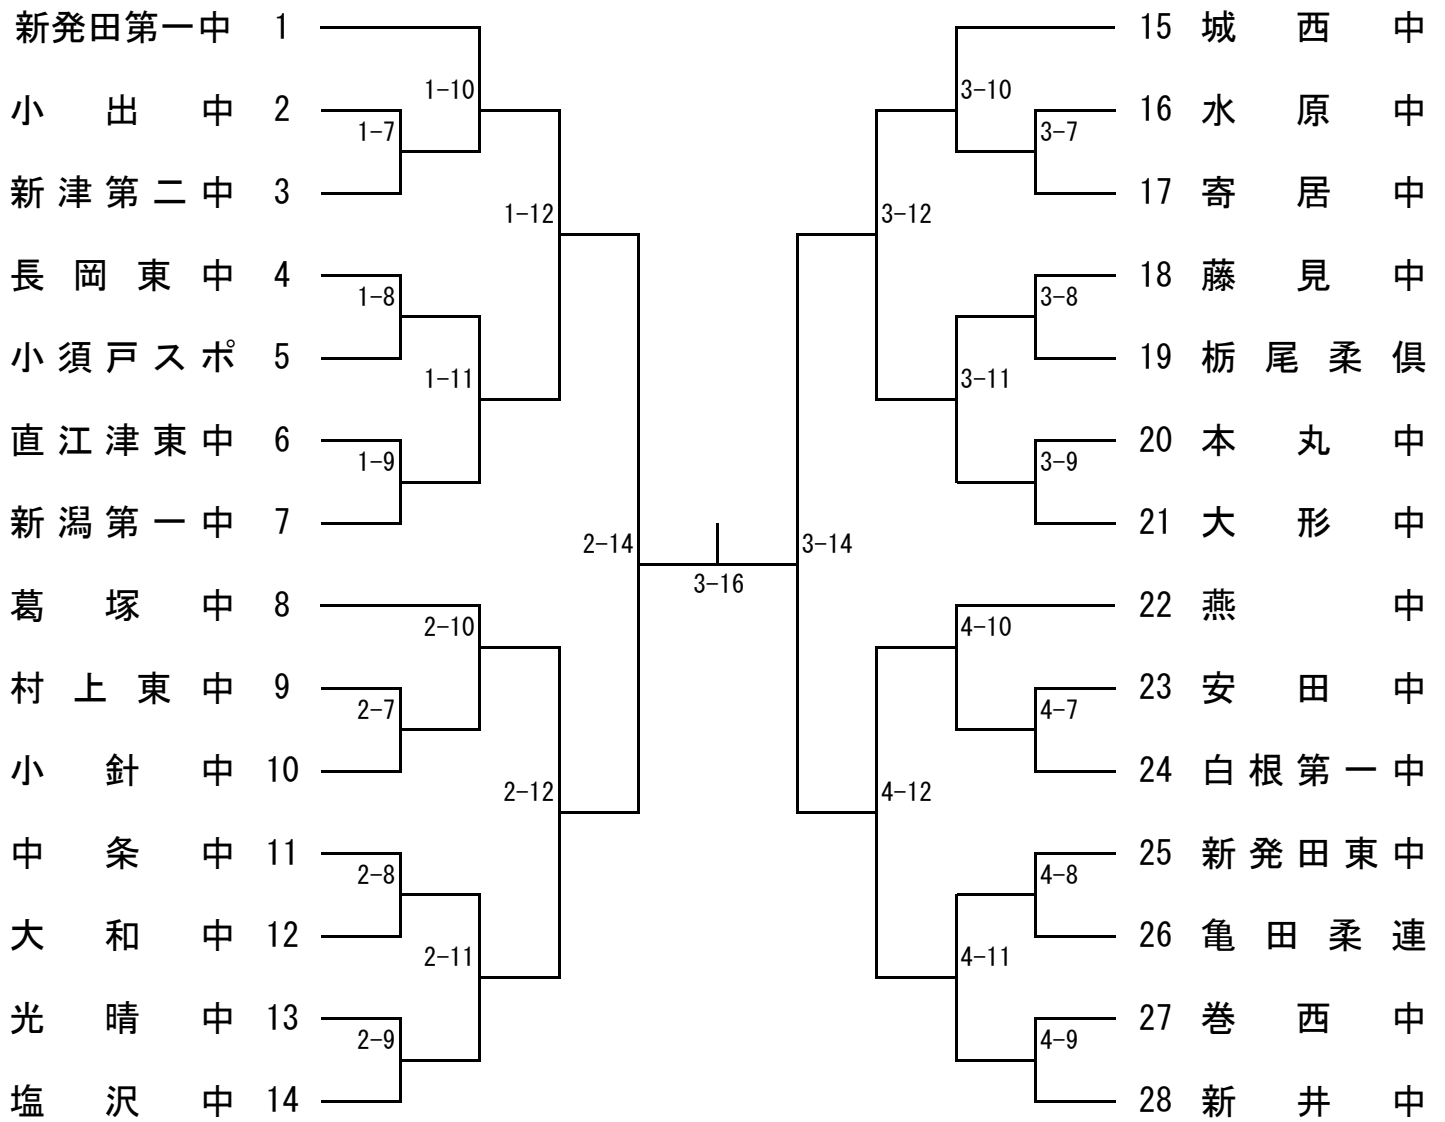 新発田第一中 1
15 城西中
1-10
3-10
小出中 2
16 水原中
1-7
3-7
新津第二中 3
17 寄居中
1-12
3-12
長岡東中 4
18 藤見中
1-8
3-8
小須戸スポ 5
19 栃尾柔倶
1-11
3-11
直江津東中 6
20 本丸中
1-9
3-9
新潟第一中 7
21 大形中
2-14
3-14
3-16
葛塚中 8
22 燕中
2-10
4-10
村上東中 9
23 安田中
2-7
4-7
小針中 10
24 白根第一中
2-12
4-12
中条中 11
25 新発田東中
2-8
4-8
大和中 12
26 亀田柔連
2-11
4-11
光晴中 13
27 巻西中
2-9
4-9
塩沢中 14
28 新井中